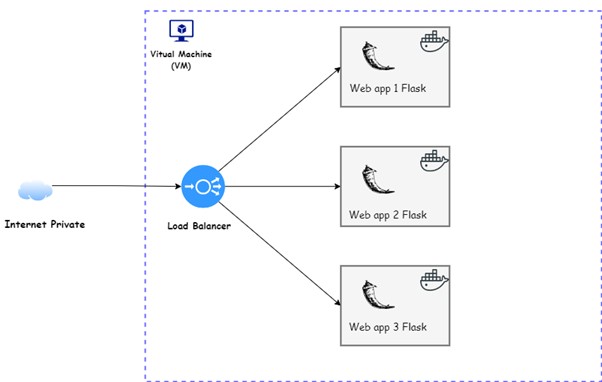 Vitual Machine
(VM)
Web app 1 Flask
Web app 2 Flask
Internet Private
Load Balancer
Web app 3 Flask